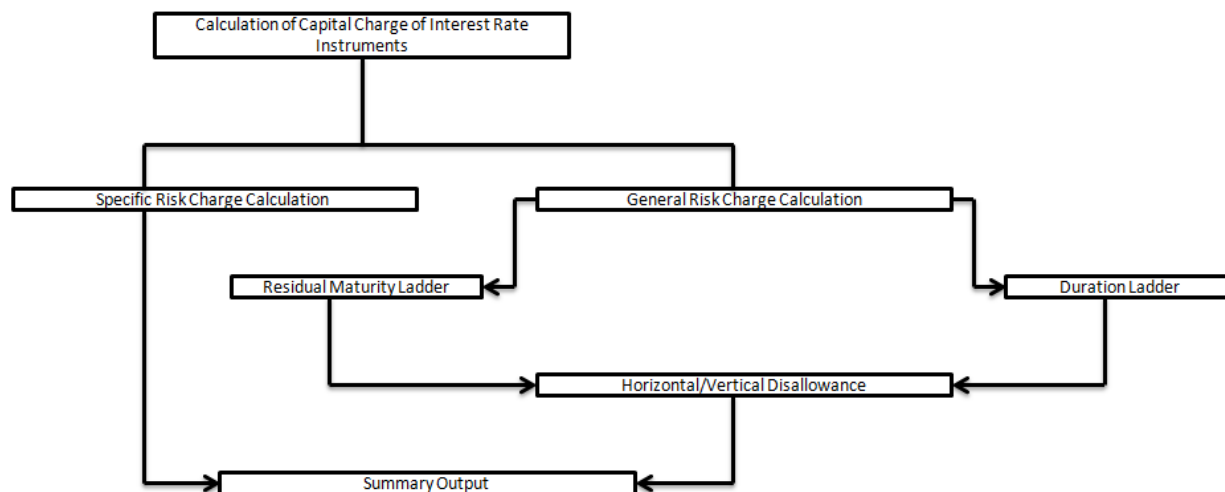 Calculation of Capital Charge of Interest Rate
Instruments
Specific Risk Charge Calculation
General Risk Charge Calculation
Residual Maturity Ladder
Duration Ladder
Horizontal/Vertical Disallowance
Summary Output